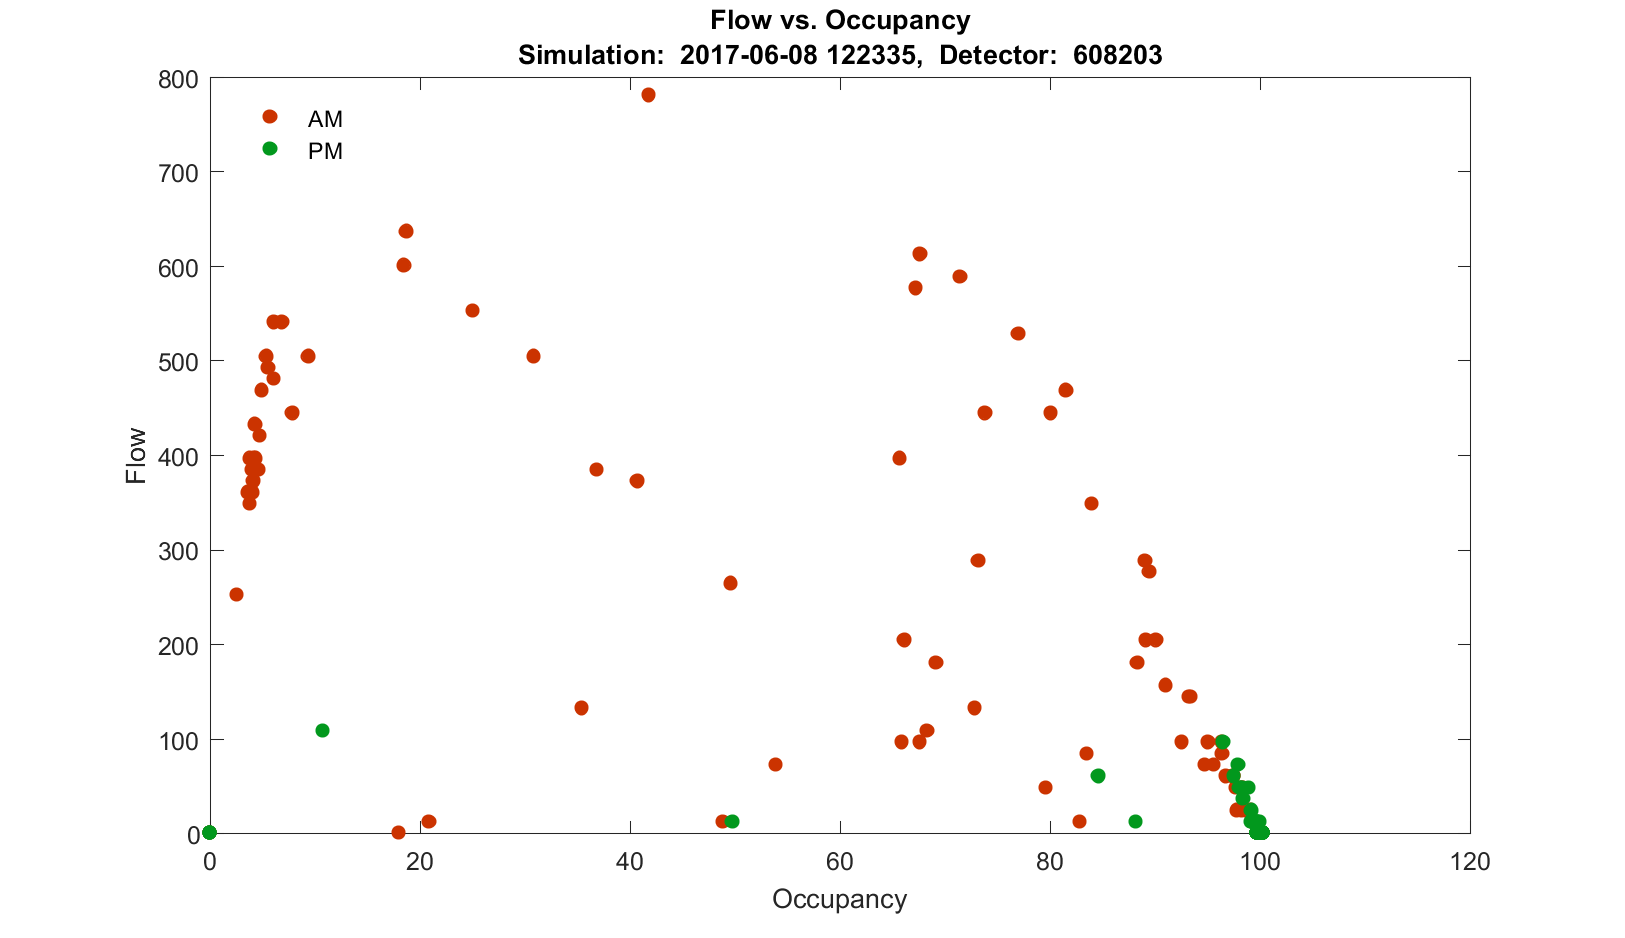 Flow vs. Occupancy
Simulation:  2017-06-08 122335,  Detector:  608203
800
700
600
500
400
300
200
100
0
AM
PM
Flow
0 20 40 60 80 100 120
Occupancy